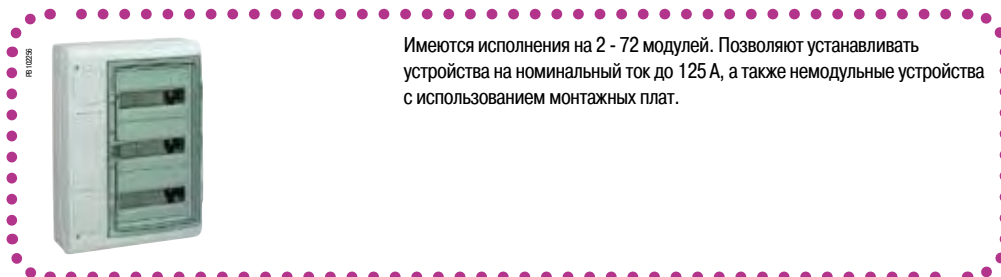 PB102256
Имеются исполнения на 2 - 72 модулей. Позволяют устанавливать
устройства на номинальный ток до 125 А, а также немодульные устройства
с использованием монтажных плат.